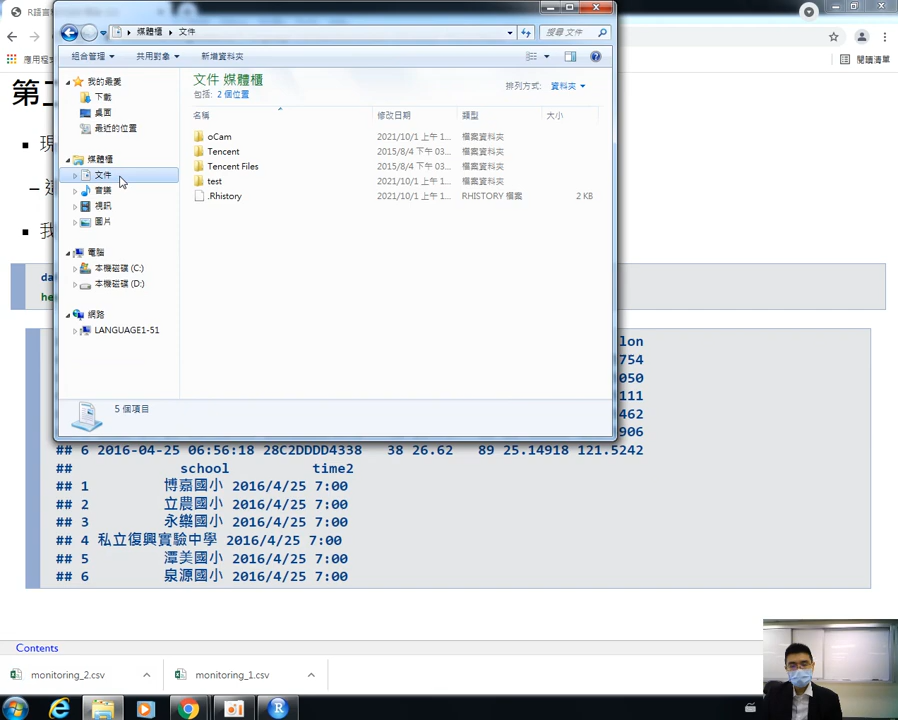 R語言
媒體櫃 ▸ 文件
搜尋 文件
組合管理 ▾
共用對象 ▾
新增資料夾
應用程
閱讀清單
第二
文件 媒體櫃
包括: 2 個位置
排列方式: 資料夾 ▾
名稱
修改日期
類型
大小
oCam
2021/10/1 上午 1...
檔案資料夾
Tencent
2015/8/4 下午 03...
檔案資料夾
Tencent Files
2015/8/4 下午 03...
檔案資料夾
test
2021/10/1 上午 1...
檔案資料夾
.Rhistory
2021/10/1 上午 1...
RHISTORY 檔案
2 KB
我的最愛
下載
桌面
最近的位置
媒體櫃
文件
音樂
視訊
圖片
電腦
本機磁碟 (C:)
本機磁碟 (D:)
網路
LANGUAGE1-51
5 個項目
▪ 現
– 這
▪ 我
da
he
lon
754
050
111
462
906
## 6 2016-04-25 06:56:18 28C2DDDD4338 38 26.62 89 25.14918 121.5242
## school time2
## 1 博嘉國小 2016/4/25 7:00
## 2 立農國小 2016/4/25 7:00
## 3 永樂國小 2016/4/25 7:00
## 4 私立復興實驗中學 2016/4/25 7:00
## 5 潭美國小 2016/4/25 7:00
## 6 泉源國小 2016/4/25 7:00
Contents
monitoring_2.csv
monitoring_1.csv